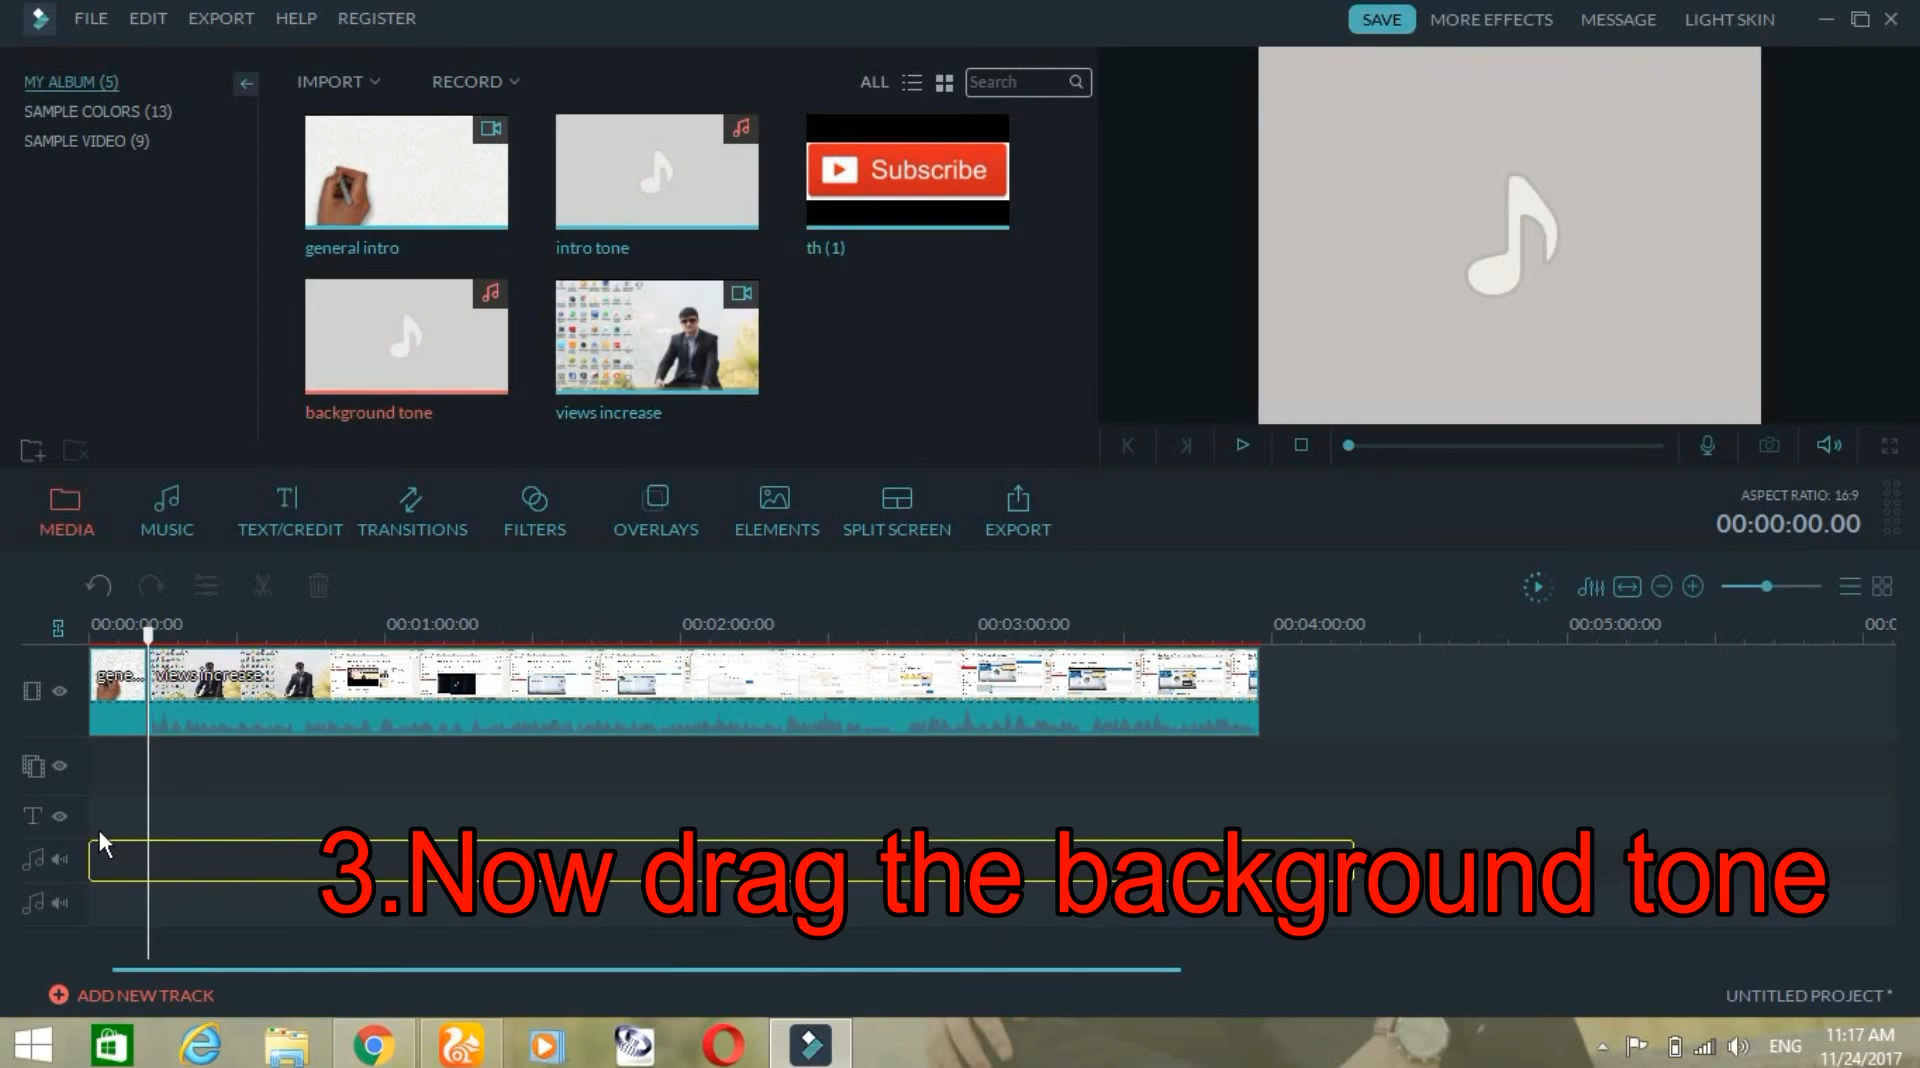 FILE EDIT EXPORT HELP REGISTER
SAVE MORE EFFECTS MESSAGE LIGHT SKIN
MY ALBUM (5)
SAMPLE COLORS (13)
SAMPLE VIDEO (9)
IMPORT RECORD ALL Search
Subscribe
general intro intro tone th (1)
background tone views increase
MEDIA MUSIC TEXT/CREDIT TRANSITIONS FILTERS OVERLAYS ELEMENTS SPLIT SCREEN EXPORT
ASPECT RATIO: 16:9
00:00:00.00
00:00:00:00 00:01:00:00 00:02:00:00 00:03:00:00 00:04:00:00 00:05:00:00 00:0
gene... views increase
3.Now drag the background tone
ADD NEW TRACK
UNTITLED PROJECT *
ENG
11:17 AM
11/24/2017